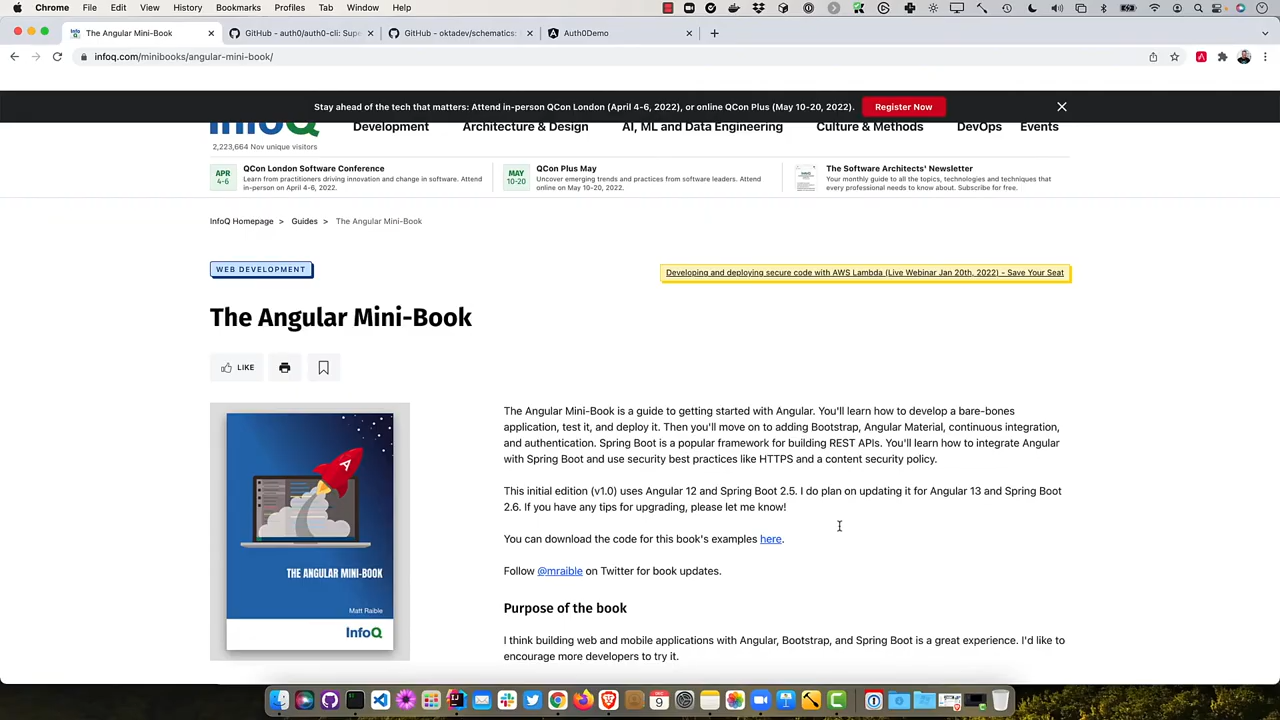 Chrome File Edit View History Bookmarks Profiles Tab Window Help
The Angular Mini-Book
GitHub - auth0/auth0-cli: Supe
GitHub - oktadev/schematics:
Auth0Demo
infoq.com/minibooks/angular-mini-book/
Stay ahead of the tech that matters: Attend in-person QCon London (April 4-6, 2022), or online QCon Plus (May 10-20, 2022). Register Now
InfoQ Development Architecture & Design AI, ML and Data Engineering Culture & Methods DevOps Events
2,223,664 Nov unique visitors
APR
4-6
QCon London Software Conference
Learn from practitioners driving innovation and change in software. Attend
in-person on April 4-6, 2022.
MAY
10-20
QCon Plus May
Uncover emerging trends and practices from software leaders. Attend
online on May 10-20, 2022.
The Software Architects' Newsletter
Your monthly guide to all the topics, technologies and techniques that
every professional needs to know about. Subscribe for free.
InfoQ Homepage > Guides > The Angular Mini-Book
WEB DEVELOPMENT
Developing and deploying secure code with AWS Lambda (Live Webinar Jan 20th, 2022) - Save Your Seat
The Angular Mini-Book
LIKE
A
THE ANGULAR MINI-BOOK
Matt Raible
InfoQ
The Angular Mini-Book is a guide to getting started with Angular. You'll learn how to develop a bare-bones
application, test it, and deploy it. Then you'll move on to adding Bootstrap, Angular Material, continuous integration,
and authentication. Spring Boot is a popular framework for building REST APIs. You'll learn how to integrate Angular
with Spring Boot and use security best practices like HTTPS and a content security policy.
This initial edition (v1.0) uses Angular 12 and Spring Boot 2.5. I do plan on updating it for Angular 13 and Spring Boot
2.6. If you have any tips for upgrading, please let me know!
You can download the code for this book's examples here.
Follow @mraible on Twitter for book updates.
Purpose of the book
I think building web and mobile applications with Angular, Bootstrap, and Spring Boot is a great experience. I'd like to
encourage more developers to try it.
9